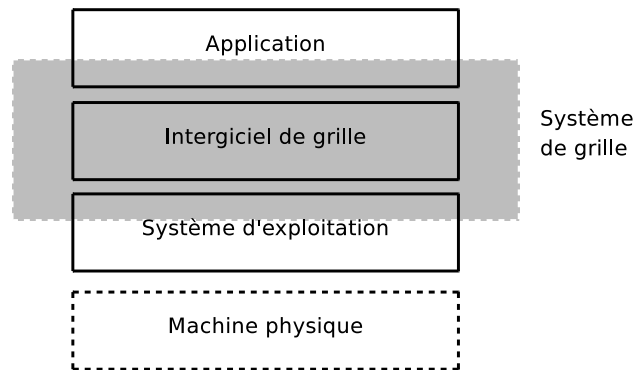 Application
Intergiciel de grille
Système
de grille
Système d'exploitation
Machine physique